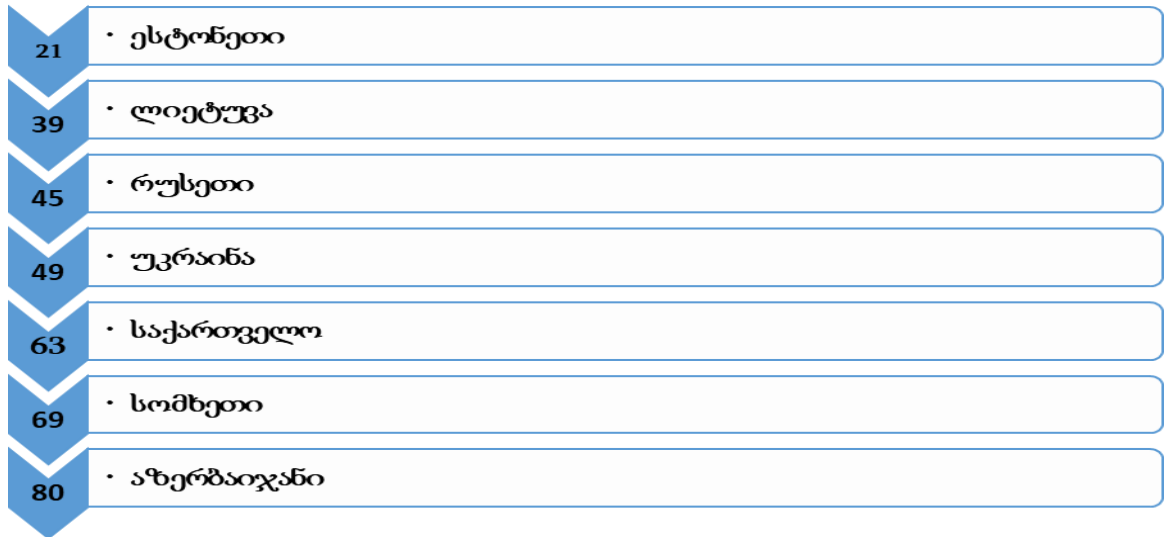 21 • ესტონეთი
39 • ლიეტუვა
45 • რუსეთი
49 • უკრაინა
63 • საქართველო
69 • სომხეთი
80 • აზერბაიჯანი